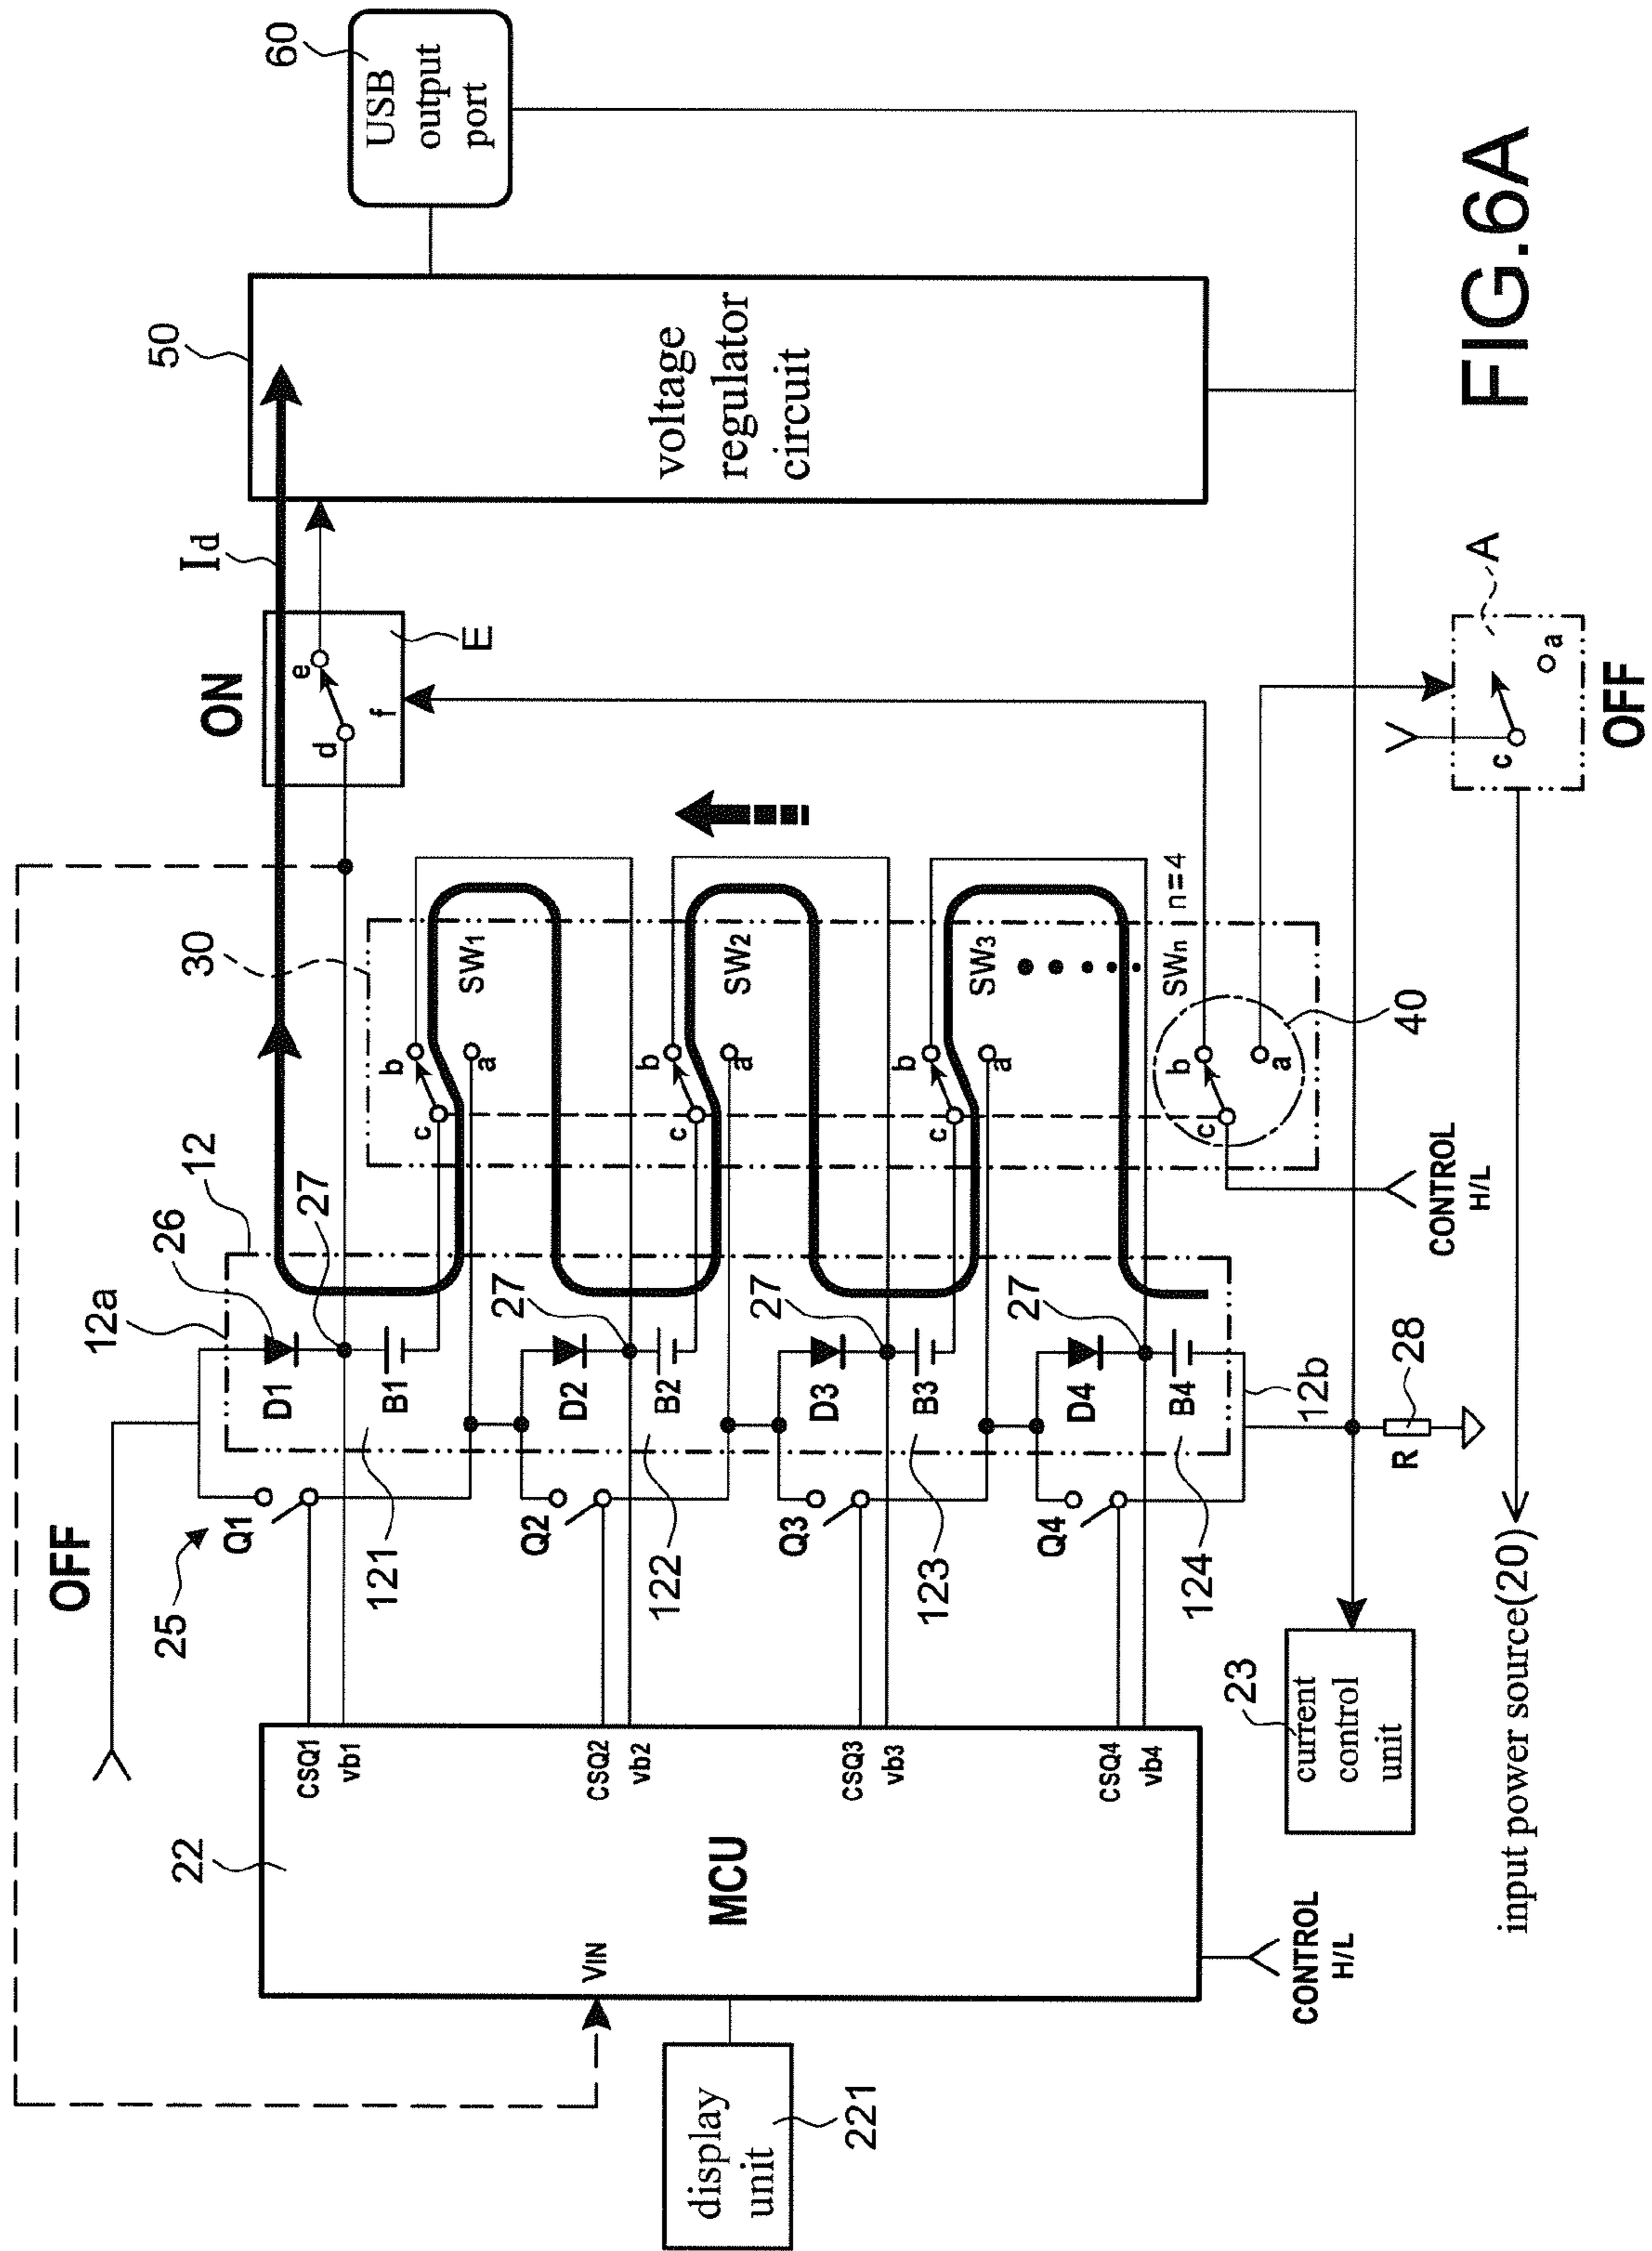 OFF
25
12a
26
12
27
30
ON
Id
50
60
USB
output
port
D1
Q1
B1
121
c
b
a
SW1
d
e
f
E
voltage
regulator
circuit
22
CSQ1
vb1
27
D2
Q2
B2
122
c
b
a
SW2
CSQ2
vb2
VIN
MCU
display
unit
221
27
D3
Q3
B3
123
c
b
a
SW3
CSQ3
vb3
27
D4
Q4
B4
124
12b
SWn
n=4
c
b
a
40
CSQ4
vb4
CONTROL
H/L
CONTROL
H/L
23
current
control
unit
R
28
A
c
a
OFF
input power source(20)
FIG.6A